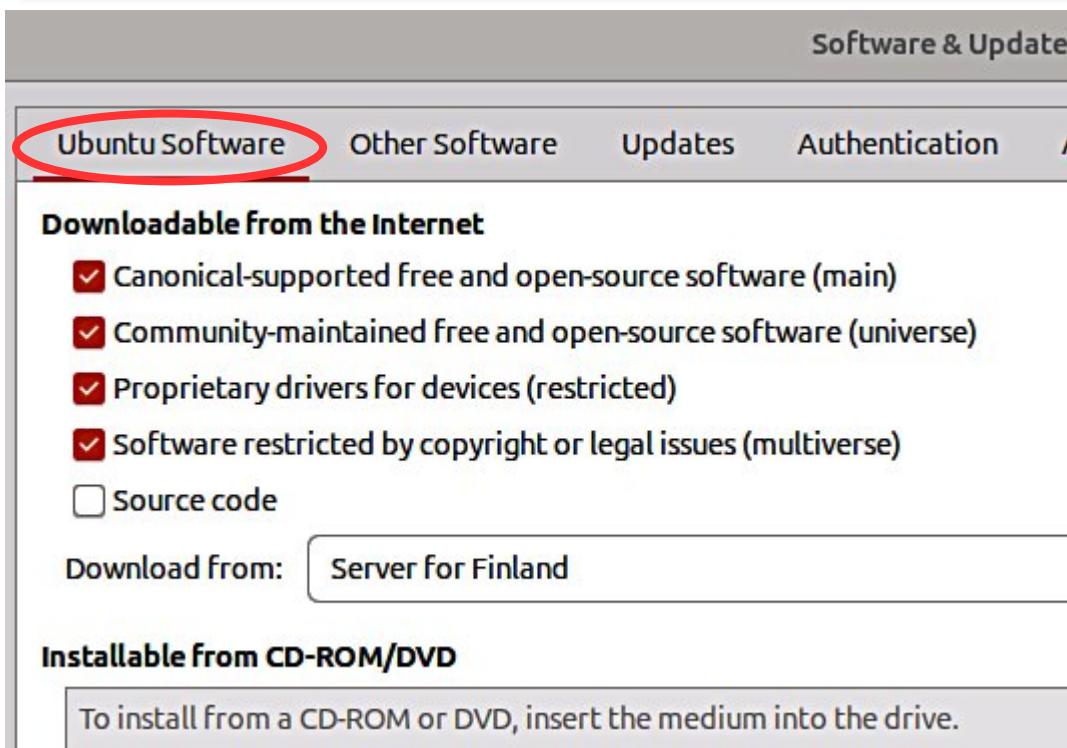 Software & Update
Ubuntu Software Other Software Updates Authentication
Downloadable from the Internet
Canonical-supported free and open-source software (main)
Community-maintained free and open-source software (universe)
Proprietary drivers for devices (restricted)
Software restricted by copyright or legal issues (multiverse)
Source code
Download from: Server for Finland
Installable from CD-ROM/DVD
To install from a CD-ROM or DVD, insert the medium into the drive.